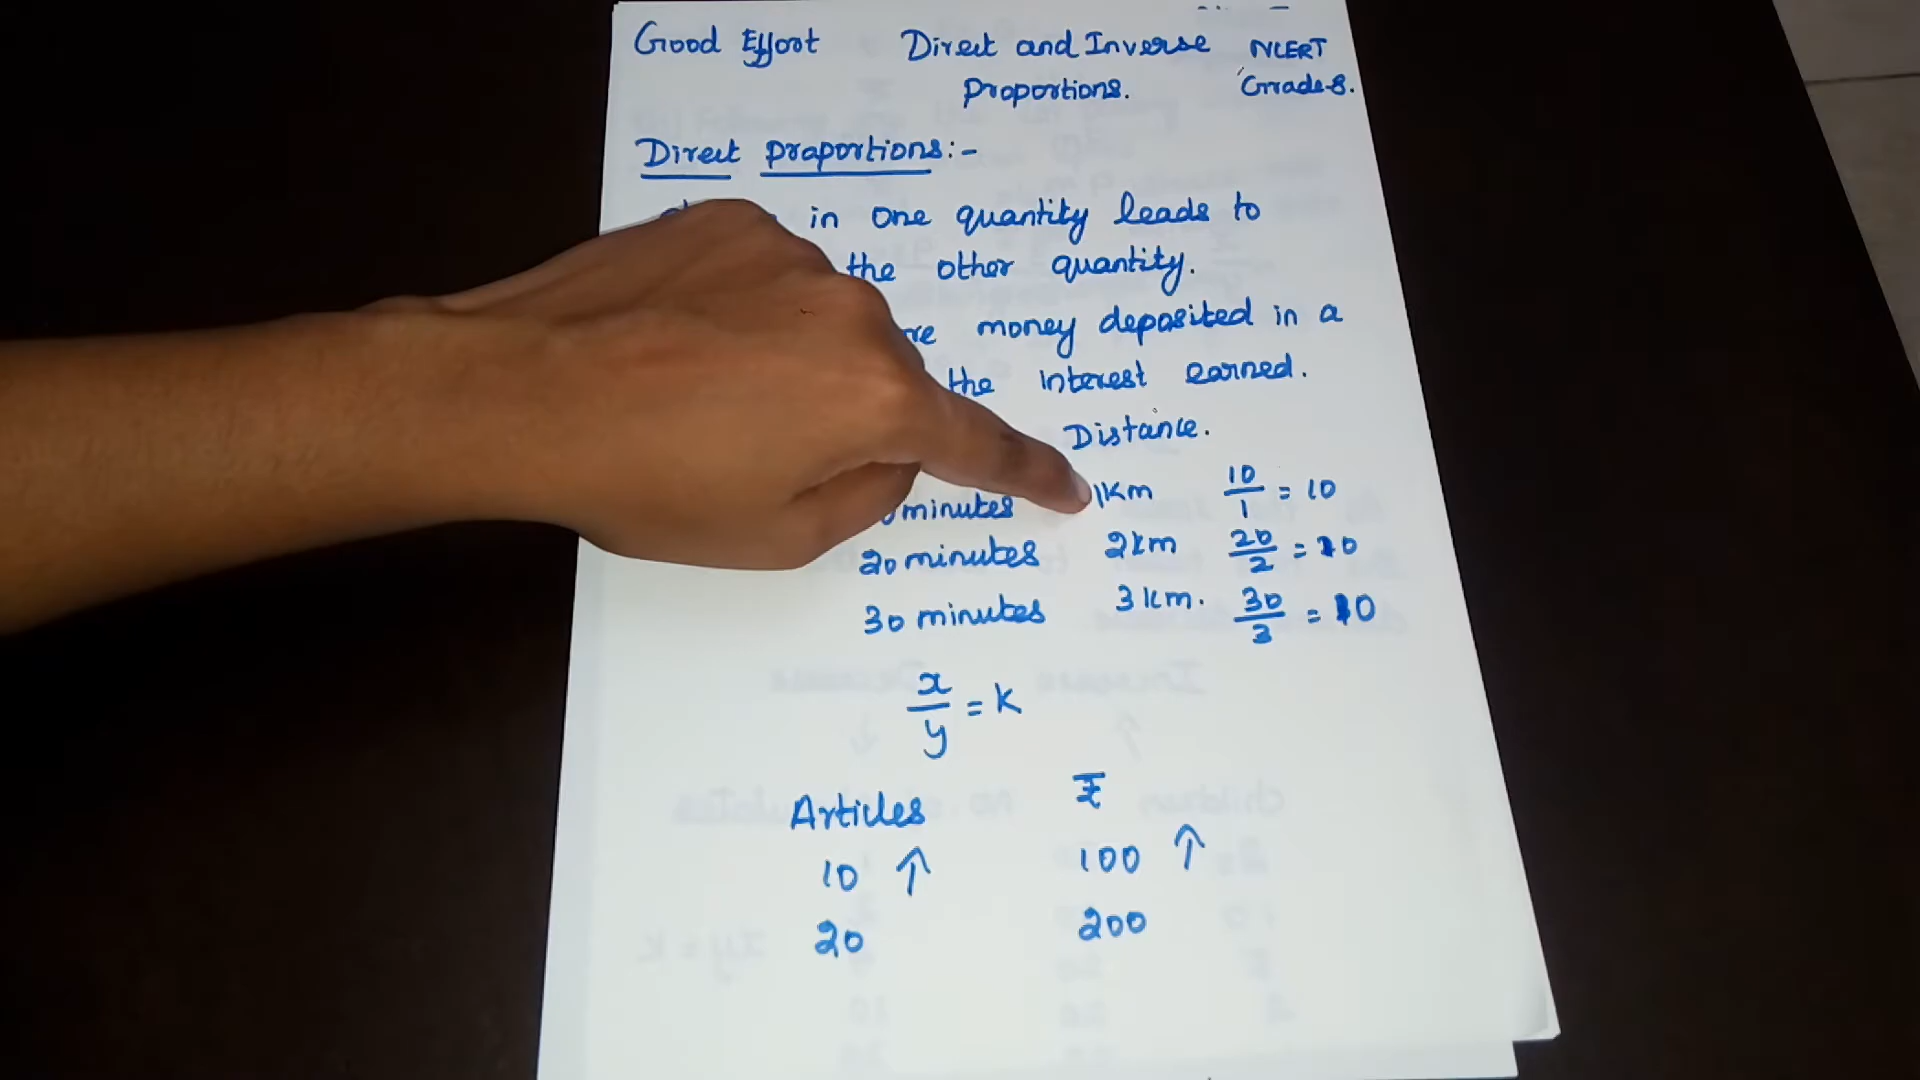 Good Effort Direct and Inverse NCERT
Proportions. Grade-8.
Direct proportions:-
in one quantity leads to
the other quantity.
money deposited in a
the interest earned.
Distance.
minutes 1Km 10/1 = 10
20 minutes 2km 20/2 = 10
30 minutes 3km. 30/3 = 10
x/y = k
Articles ₹
10 ↑ 100 ↑
20 200